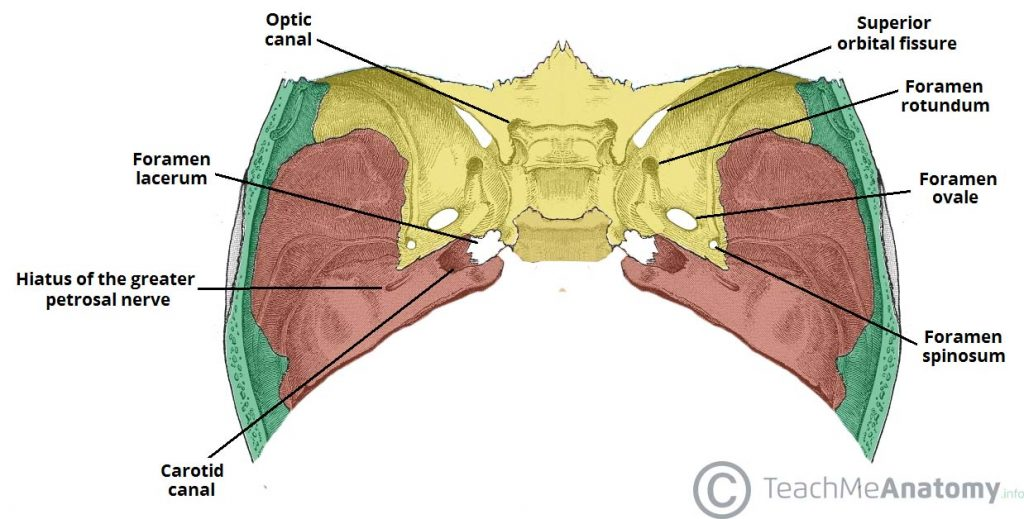 Optic
canal
Superior
orbital fissure
Foramen
rotundum
Foramen
lacerum
Foramen
ovale
Hiatus of the greater
petrosal nerve
Foramen
spinosum
Carotid
canal
© TeachMeAnatomy.info